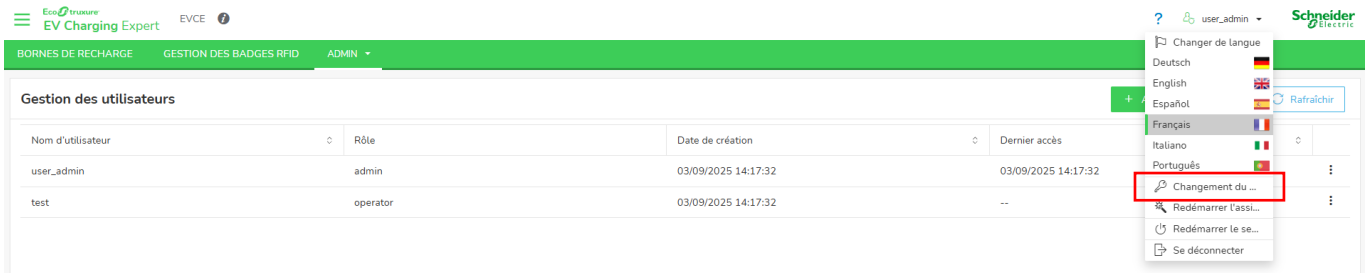 EcoStruxure
EV Charging Expert
EVCE
? user_admin
Schneider Electric
BORNES DE RECHARGE GESTION DES BADGES RFID ADMIN
Changer de langue
Deutsch
English
Español
Français
Italiano
Português
Changement du ...
Redémarrer l'assi...
Redémarrer le se...
Se déconnecter
Gestion des utilisateurs
+ Rafraîchir
Nom d'utilisateur Rôle Date de création Dernier accès
user_admin admin 03/09/2025 14:17:32 03/09/2025 14:17:32
test operator 03/09/2025 14:17:32 --